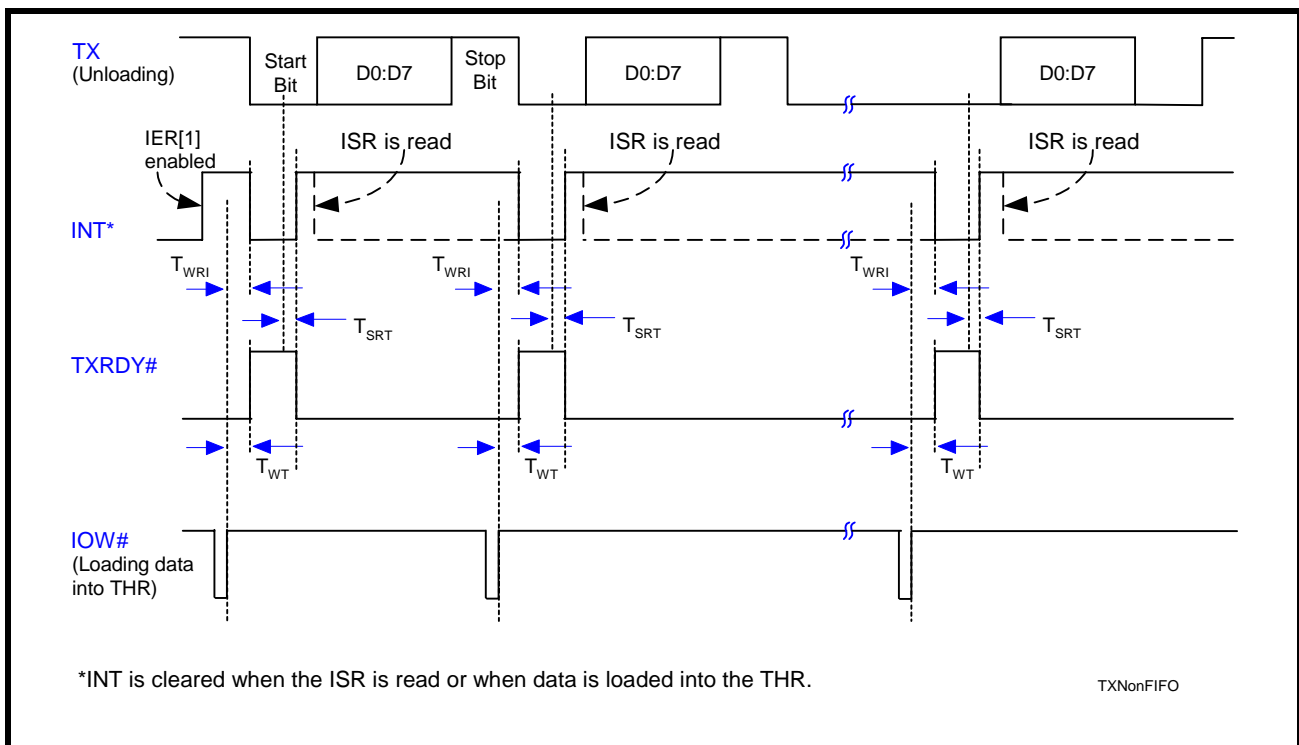 TX
(Unloading)
Start
Bit
D0:D7
Stop
Bit
D0:D7
D0:D7
IER[1]
enabled
ISR is read
ISR is read
ISR is read
INT*
TWRI
TWRI
TWRI
TSRT
TSRT
TSRT
TXRDY#
TWT
TWT
TWT
IOW#
(Loading data
into THR)
*INT is cleared when the ISR is read or when data is loaded into the THR.
TXNonFIFO